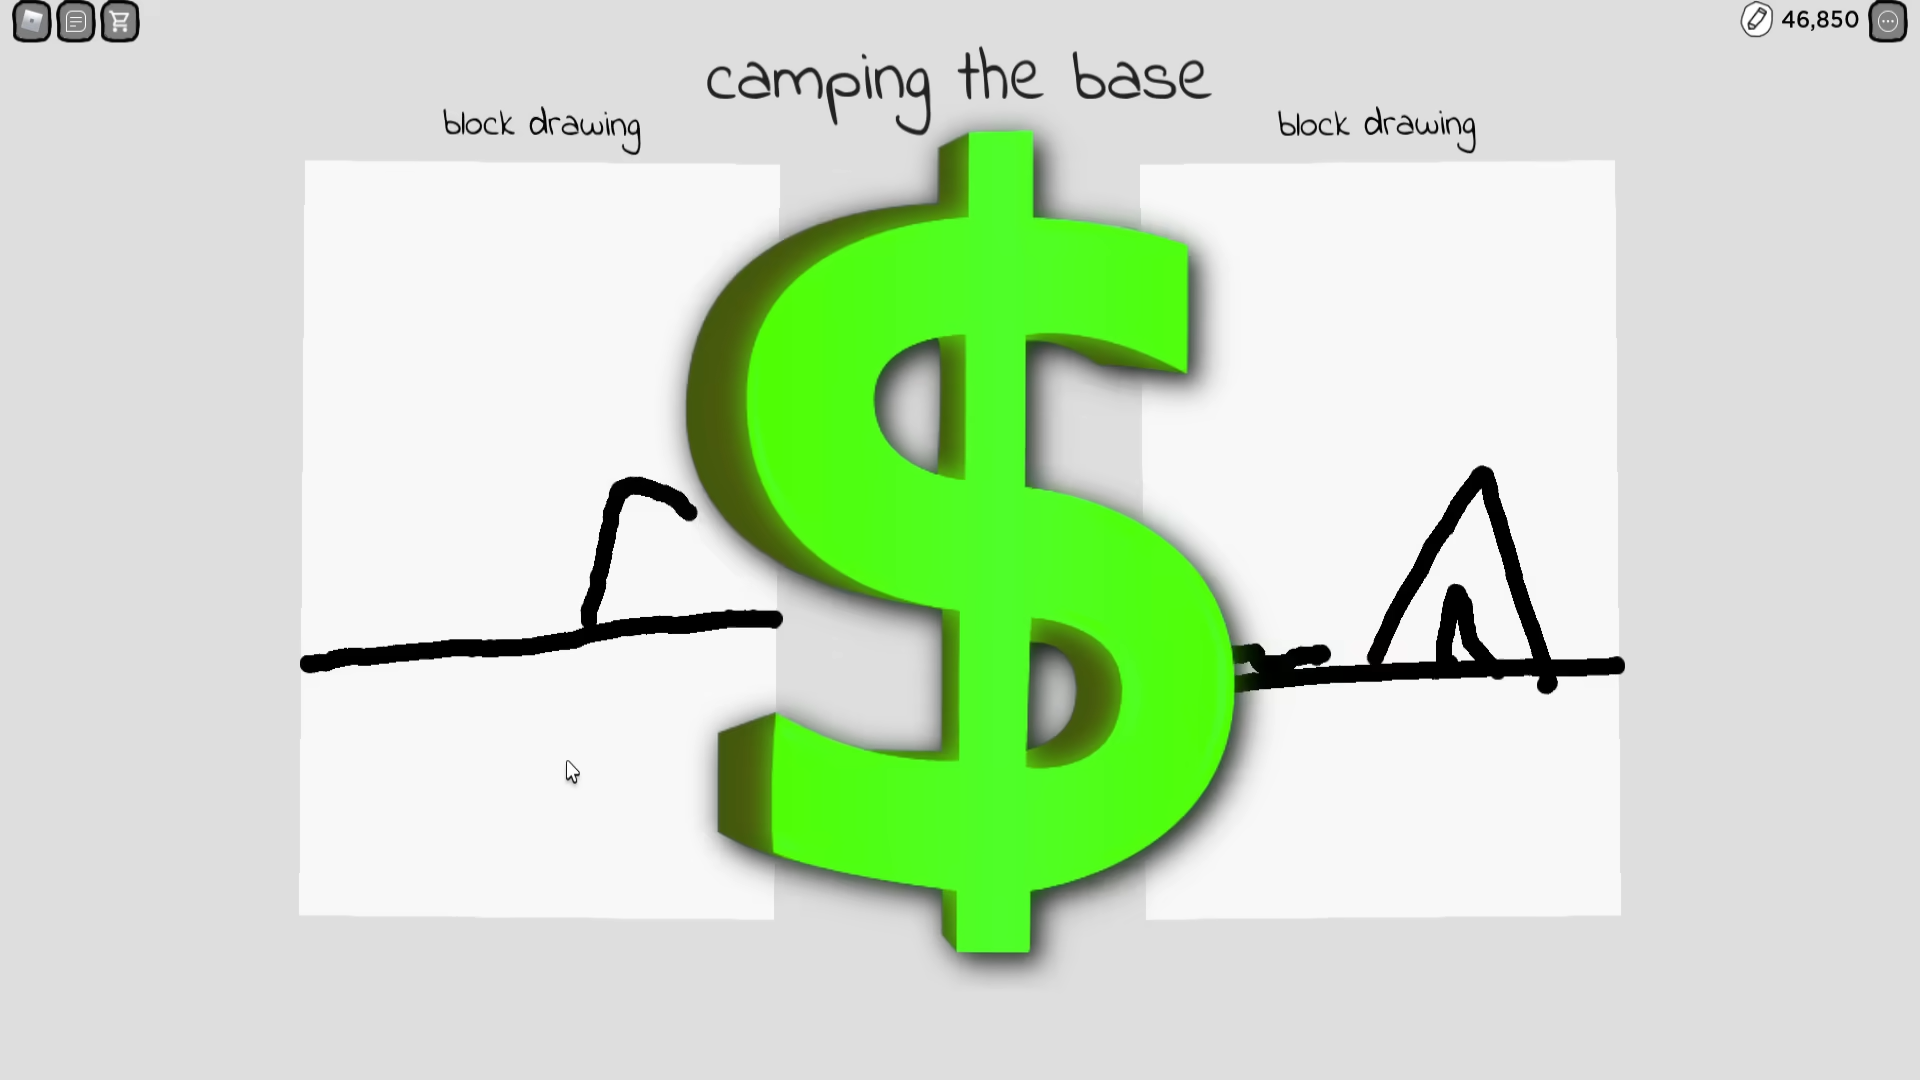 46,850
camping the base
block drawing
block drawing
$